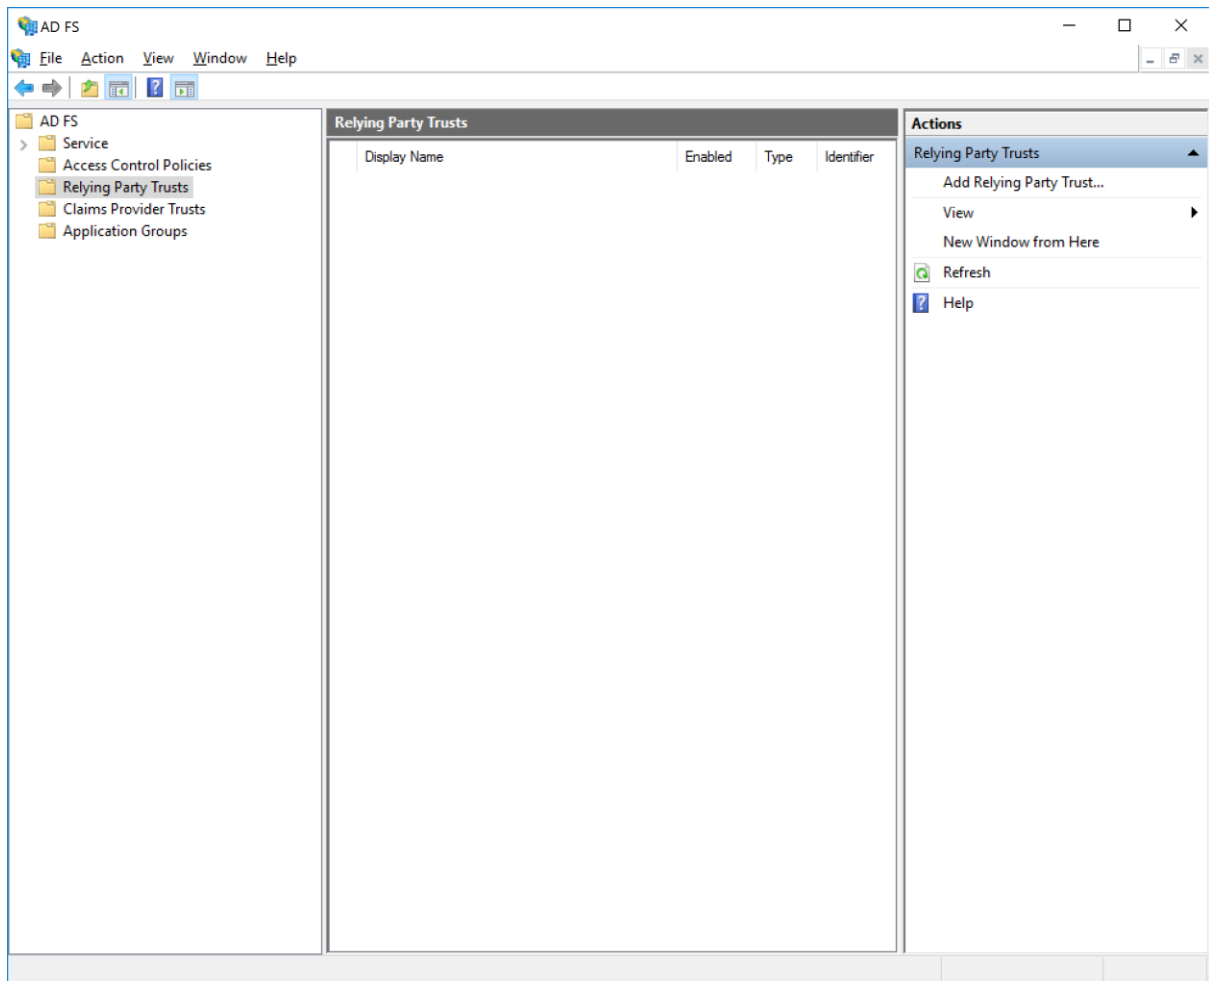 AD FS
File Action View Window Help
AD FS
Service
Access Control Policies
Relying Party Trusts
Claims Provider Trusts
Application Groups
Relying Party Trusts
Display Name Enabled Type Identifier
Actions
Relying Party Trusts
Add Relying Party Trust...
View
New Window from Here
Refresh
Help